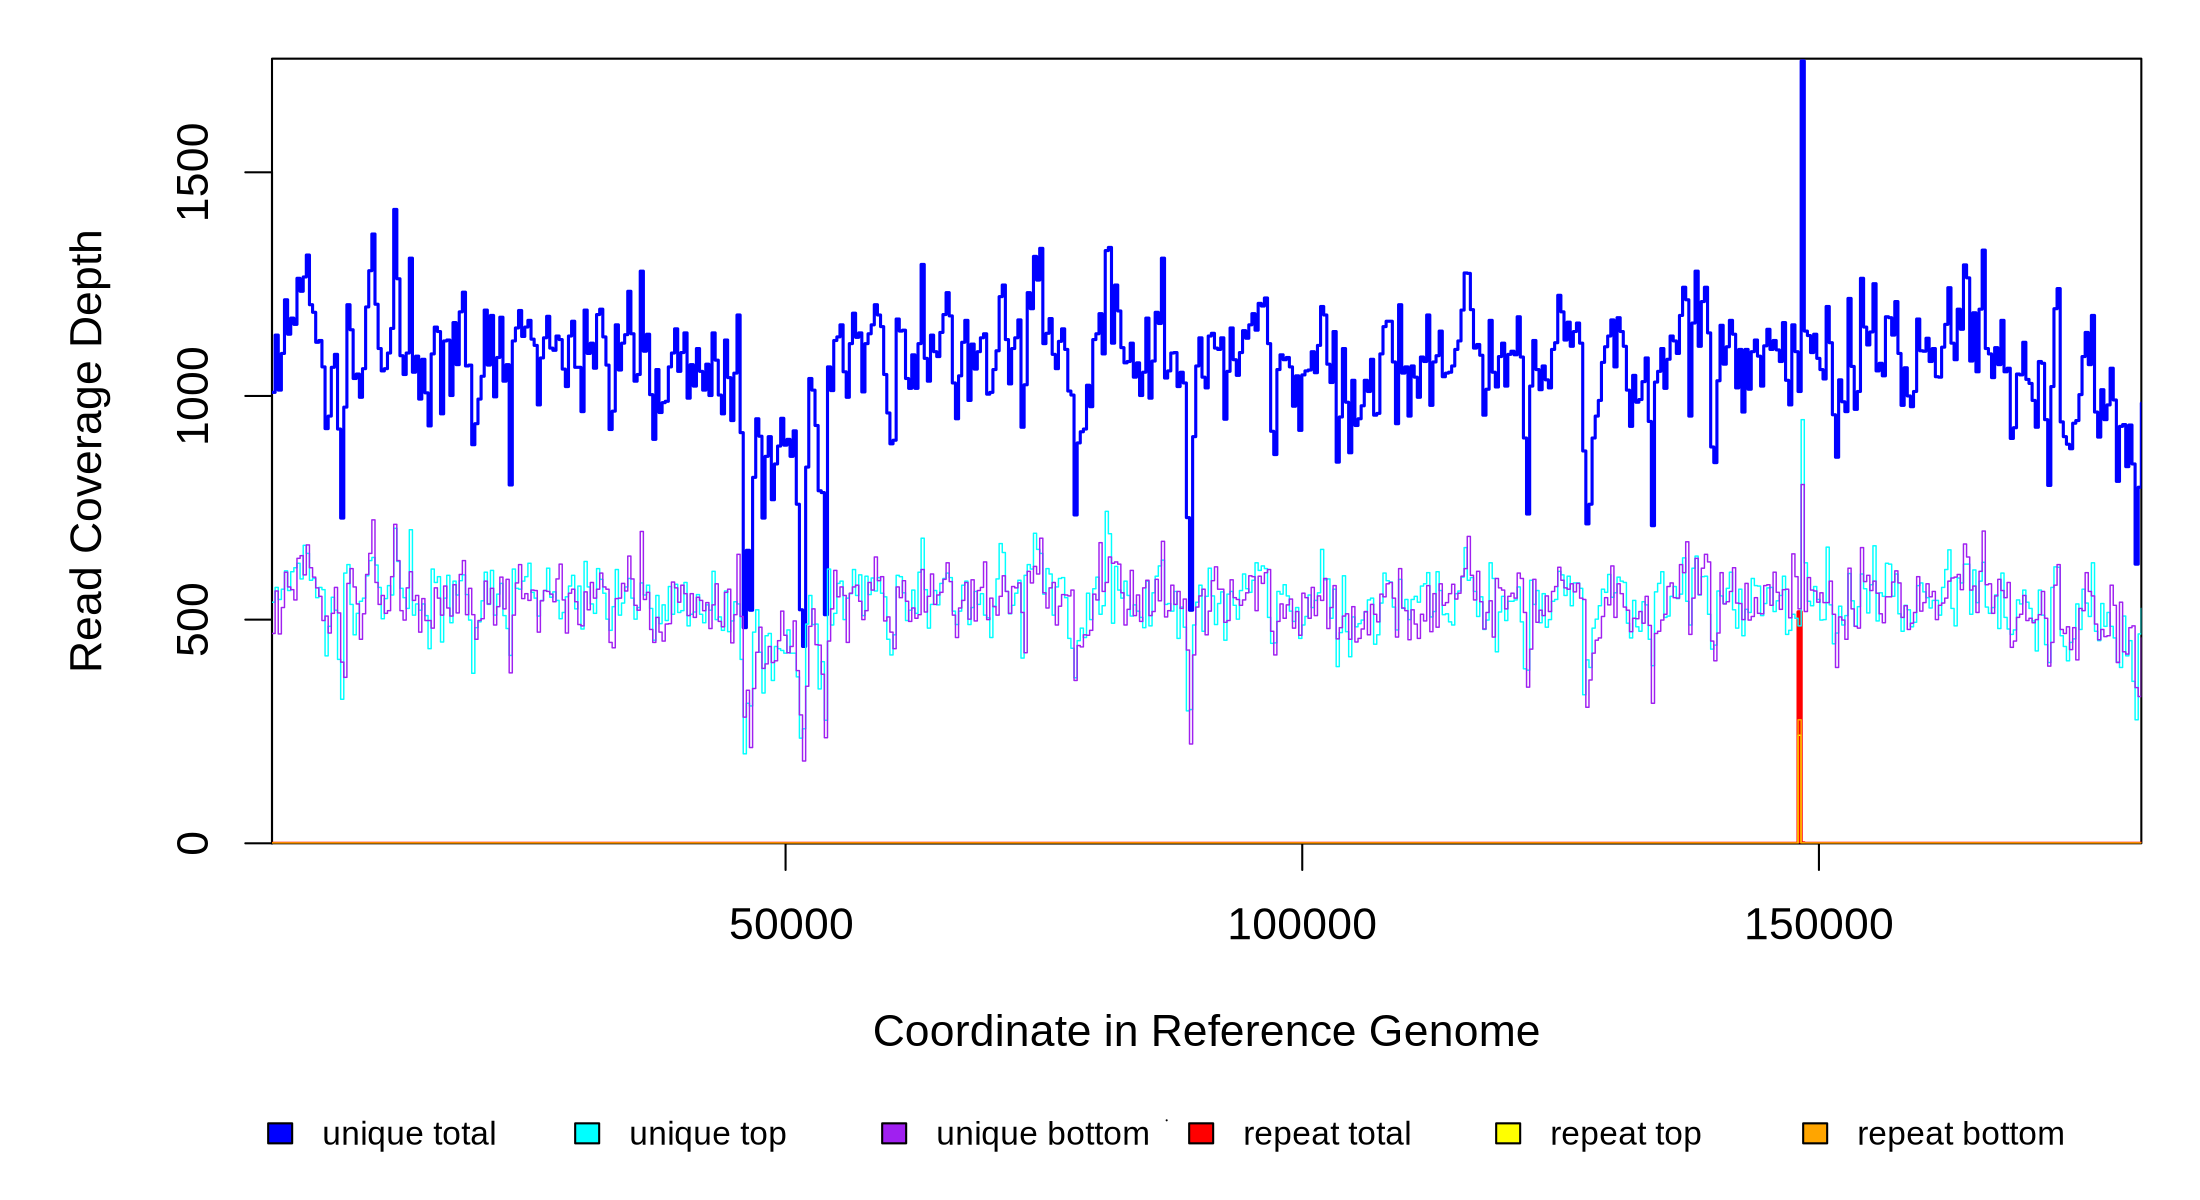 Read Coverage Depth
1500
1000
500
0
50000 100000 150000
Coordinate in Reference Genome
unique total unique top unique bottom repeat total repeat top repeat bottom